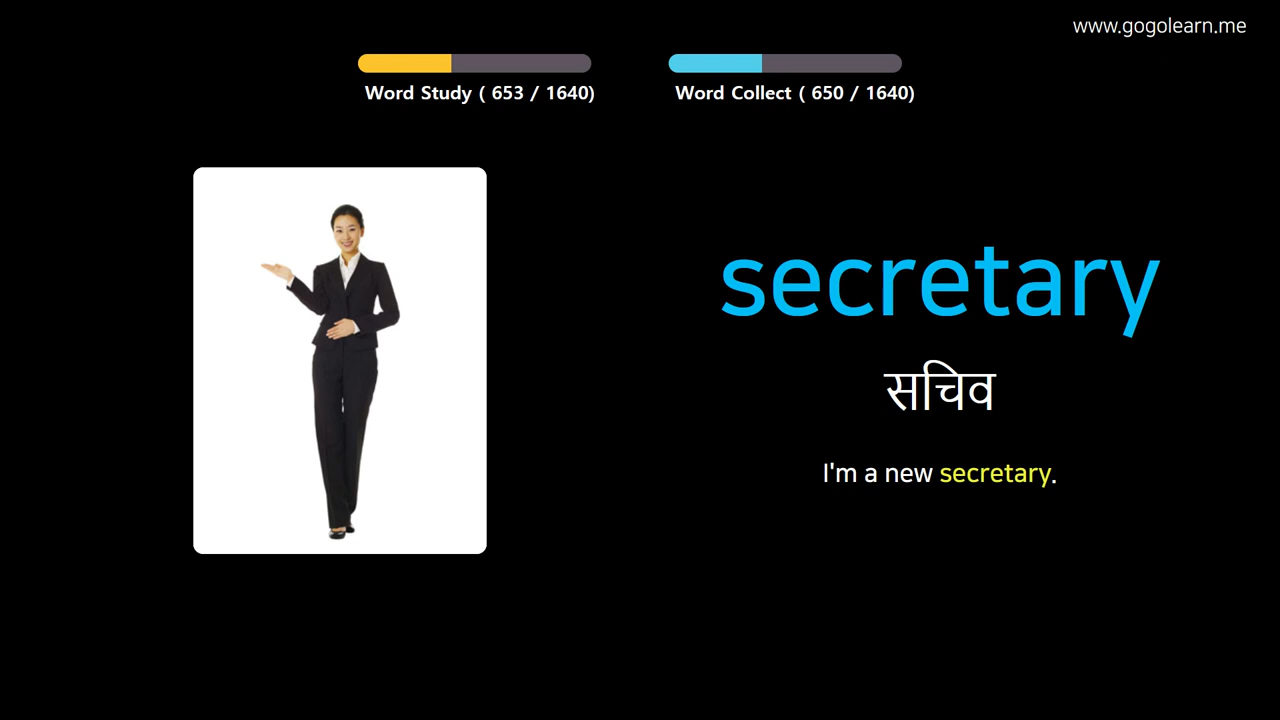 www.gogolearn.me
Word Study ( 653 / 1640)
Word Collect ( 650 / 1640)
secretary
सचिव
I'm a new secretary.